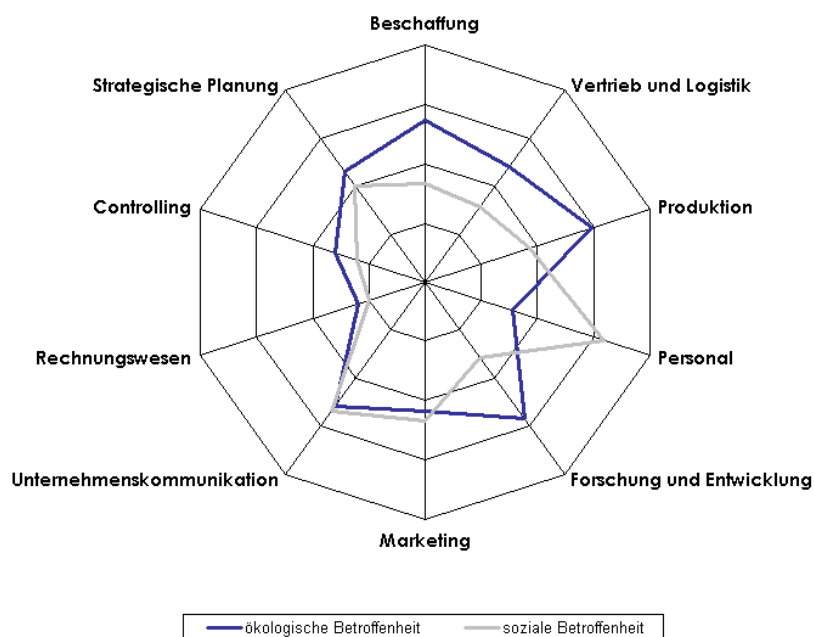 Beschaffung
Strategische Planung
Vertrieb und Logistik
Controlling
Produktion
Rechnungswesen
Personal
Unternehmenskommunikation
Forschung und Entwicklung
Marketing
ökologische Betroffenheit
soziale Betroffenheit